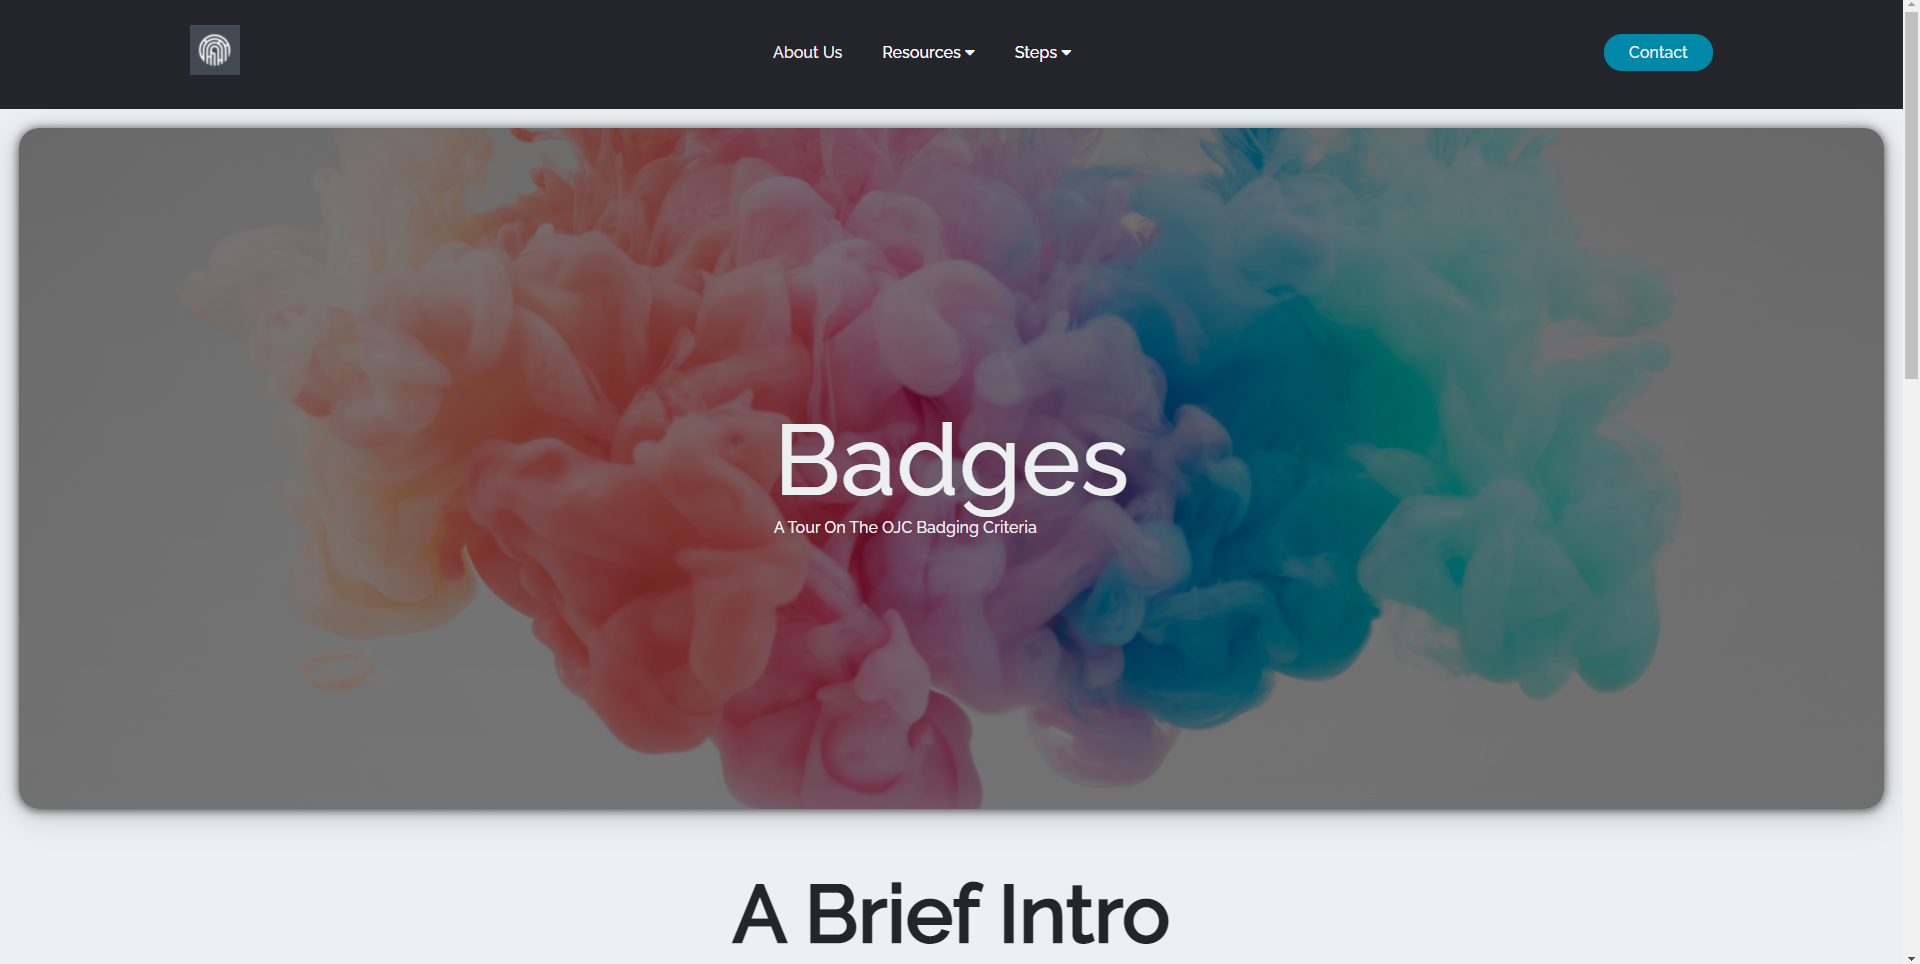 About Us
Resources
Steps
Contact
Badges
A Tour On The OJC Badging Criteria
A Brief Intro